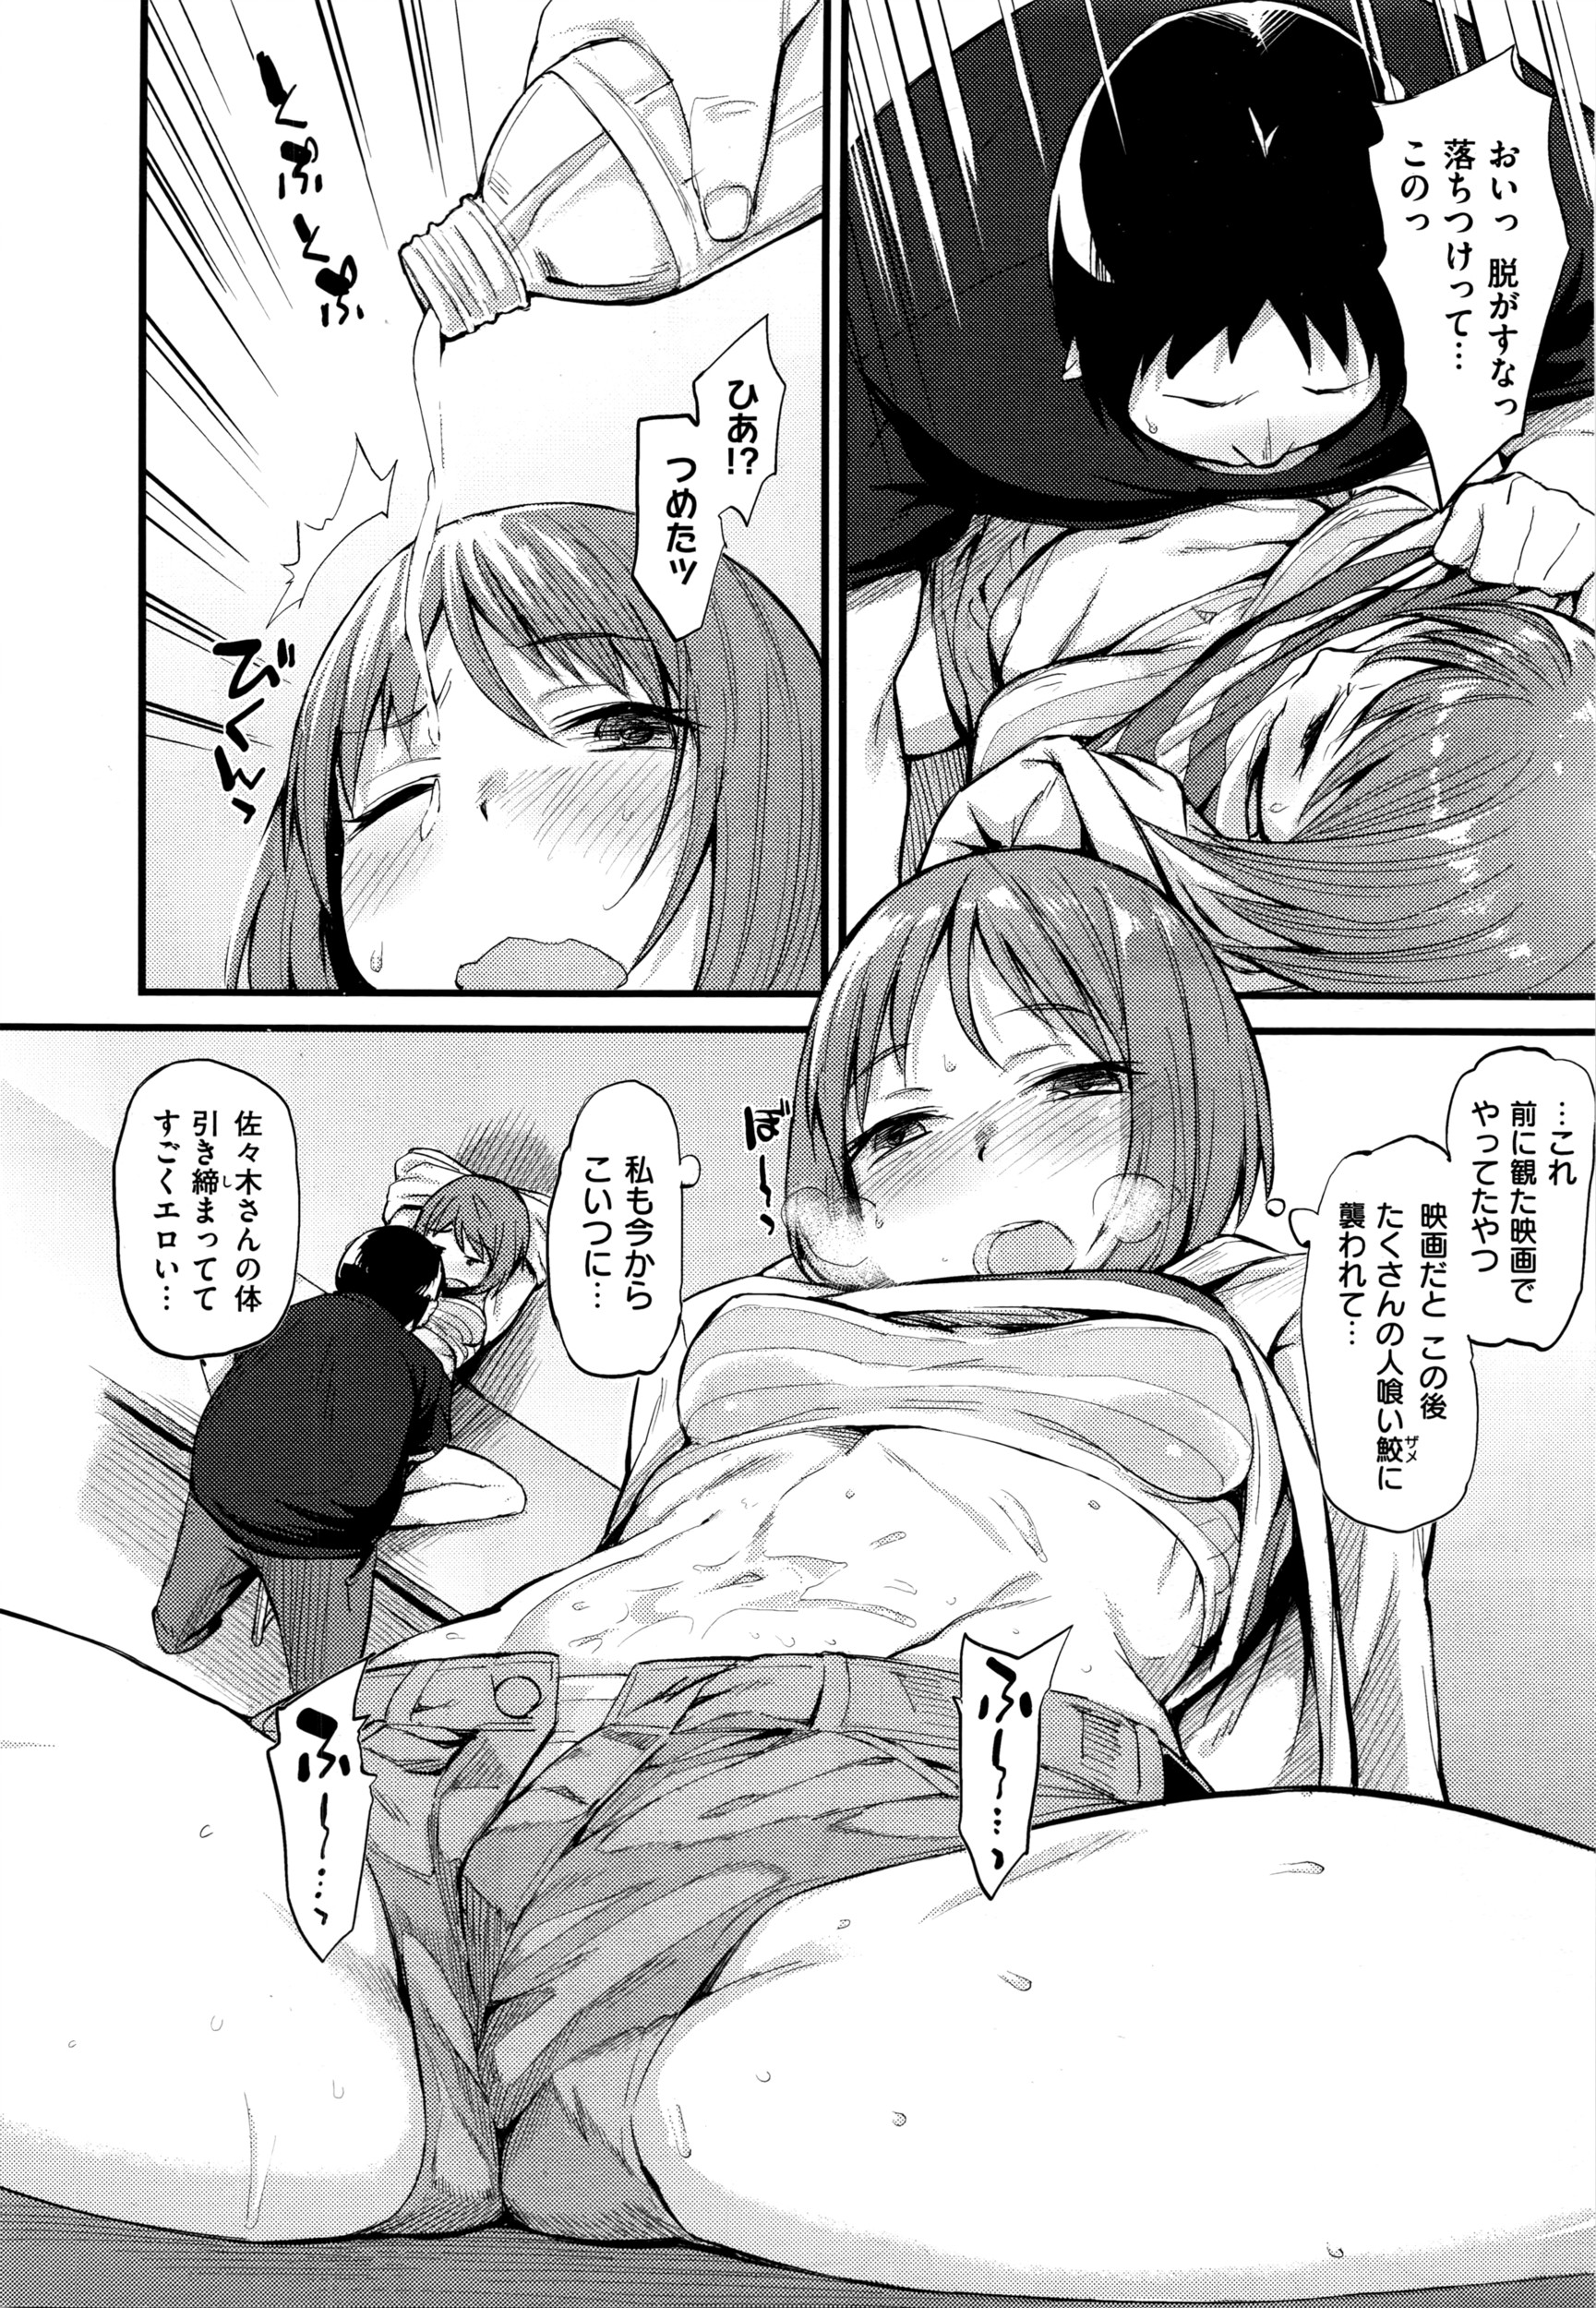 おいっ 脱がすなっ
落ちつけって…
このっ
とぷとぷ
ひあ!?
つめたッ
びくんっ
…これ
前に観た映画で
やってたやつ
映画だと この後
たくさんの人喰い鮫に
ザメ
襲われて…
ぼ～っ
私も今から
こいつに…
佐々木さんの体
引き締まってて
し
すごくエロい…
ふー…っ
ふー…っ